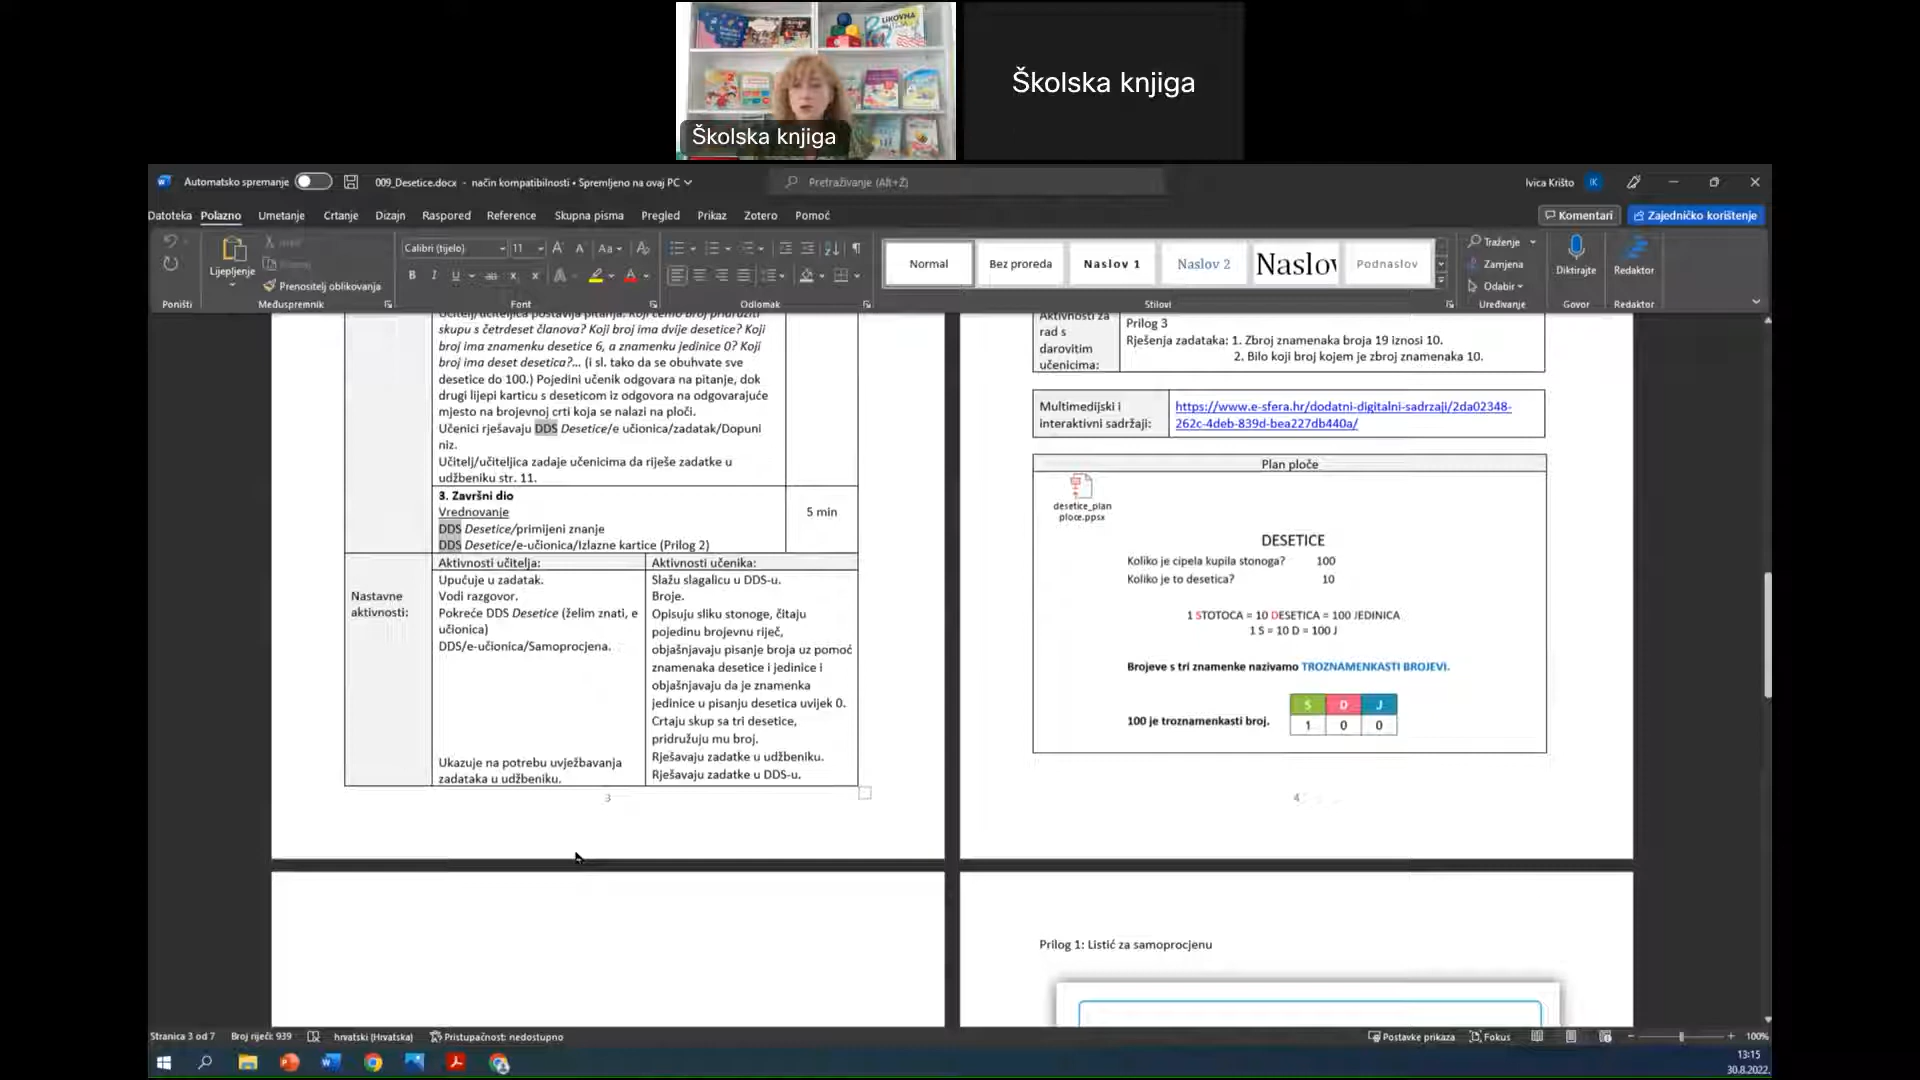 LIKOVNA
Školska knjiga
Školska knjiga
Automatsko spremanje
009_Desetice.docx - način kompatibilnosti • Spremljeno na ovaj PC
Pretraživanje (Alt+Ž)
Ivica Krišto
IK
Datoteka Polazno Umetanje Crtanje Dizajn Raspored Reference Skupna pisma Pregled Prikaz Zotero Pomoć
Komentari
Zajedničko korištenje
Lijepljenje
Prenositelj oblikovanja
Calibri (tijelo)
11
Normal
Bez proreda
Naslov 1
Naslov 2
Naslov
Podnaslov
Traženje
Zamjena
Odabir
Diktirajte
Redaktor
Poništi
Međuspremnik
Font
Odlomak
Stilovi
Uređivanje
Govor
Redaktor
Učitelj/učiteljica postavlja pitanja: Koji ćemo broj pridružiti
skupu s četrdeset članova? Koji broj ima dvije desetice? Koji
broj ima znamenku desetice 6, a znamenku jedinice 0? Koji
broj ima deset desetica?... (i sl. tako da se obuhvate sve
desetice do 100.) Pojedini učenik odgovara na pitanje, dok
drugi lijepi karticu s deseticom iz odgovora na odgovarajuće
mjesto na brojevnoj crti koja se nalazi na ploči.
Učenici rješavaju DDS Desetice/e učionica/zadatak/Dopuni
niz.
Učitelj/učiteljica zadaje učenicima da riješe zadatke u
udžbeniku str. 11.
3. Završni dio
Vrednovanje
5 min
DDS Desetice/primijeni znanje
DDS Desetice/e-učionica/Izlazne kartice (Prilog 2)
Nastavne
aktivnosti:
Aktivnosti učitelja:
Upućuje u zadatak.
Vodi razgovor.
Pokreće DDS Desetice (želim znati, e
učionica)
DDS/e-učionica/Samoprocjena.
Ukazuje na potrebu uvježbavanja
zadataka u udžbeniku.
Aktivnosti učenika:
Slažu slagalicu u DDS-u.
Broje.
Opisuju sliku stonoge, čitaju
pojedinu brojevnu riječ,
objašnjavaju pisanje broja uz pomoć
znamenaka desetice i jedinice i
objašnjavaju da je znamenka
jedinice u pisanju desetica uvijek 0.
Crtaju skup sa tri desetice,
pridružuju mu broj.
Rješavaju zadatke u udžbeniku.
Rješavaju zadatke u DDS-u.
3
Aktivnosti za
rad s
darovitim
učenicima:
Prilog 3
Rješenja zadataka: 1. Zbroj znamenaka broja 19 iznosi 10.
2. Bilo koji broj kojem je zbroj znamenaka 10.
Multimedijski i
interaktivni sadržaji:
https://www.e-sfera.hr/dodatni-digitalni-sadrzaji/2da02348-
262c-4deb-839d-bea227db440a/
Plan ploče
desetice_plan
ploce.ppsx
DESETICE
Koliko je cipela kupila stonoga? 100
Koliko je to desetica? 10
1 STOTOCA = 10 DESETICA = 100 JEDINICA
1 S = 10 D = 100 J
Brojeve s tri znamenke nazivamo TROZNAMENKASTI BROJEVI.
S D J
100 je troznamenkasti broj. 1 0 0
4
Prilog 1: Listić za samoprocjenu
Stranica 3 od 7
Broj riječi: 939
hrvatski (Hrvatska)
Pristupačnost: nedostupno
Postavke prikaza
Fokus
100%
13:15
30.8.2022.